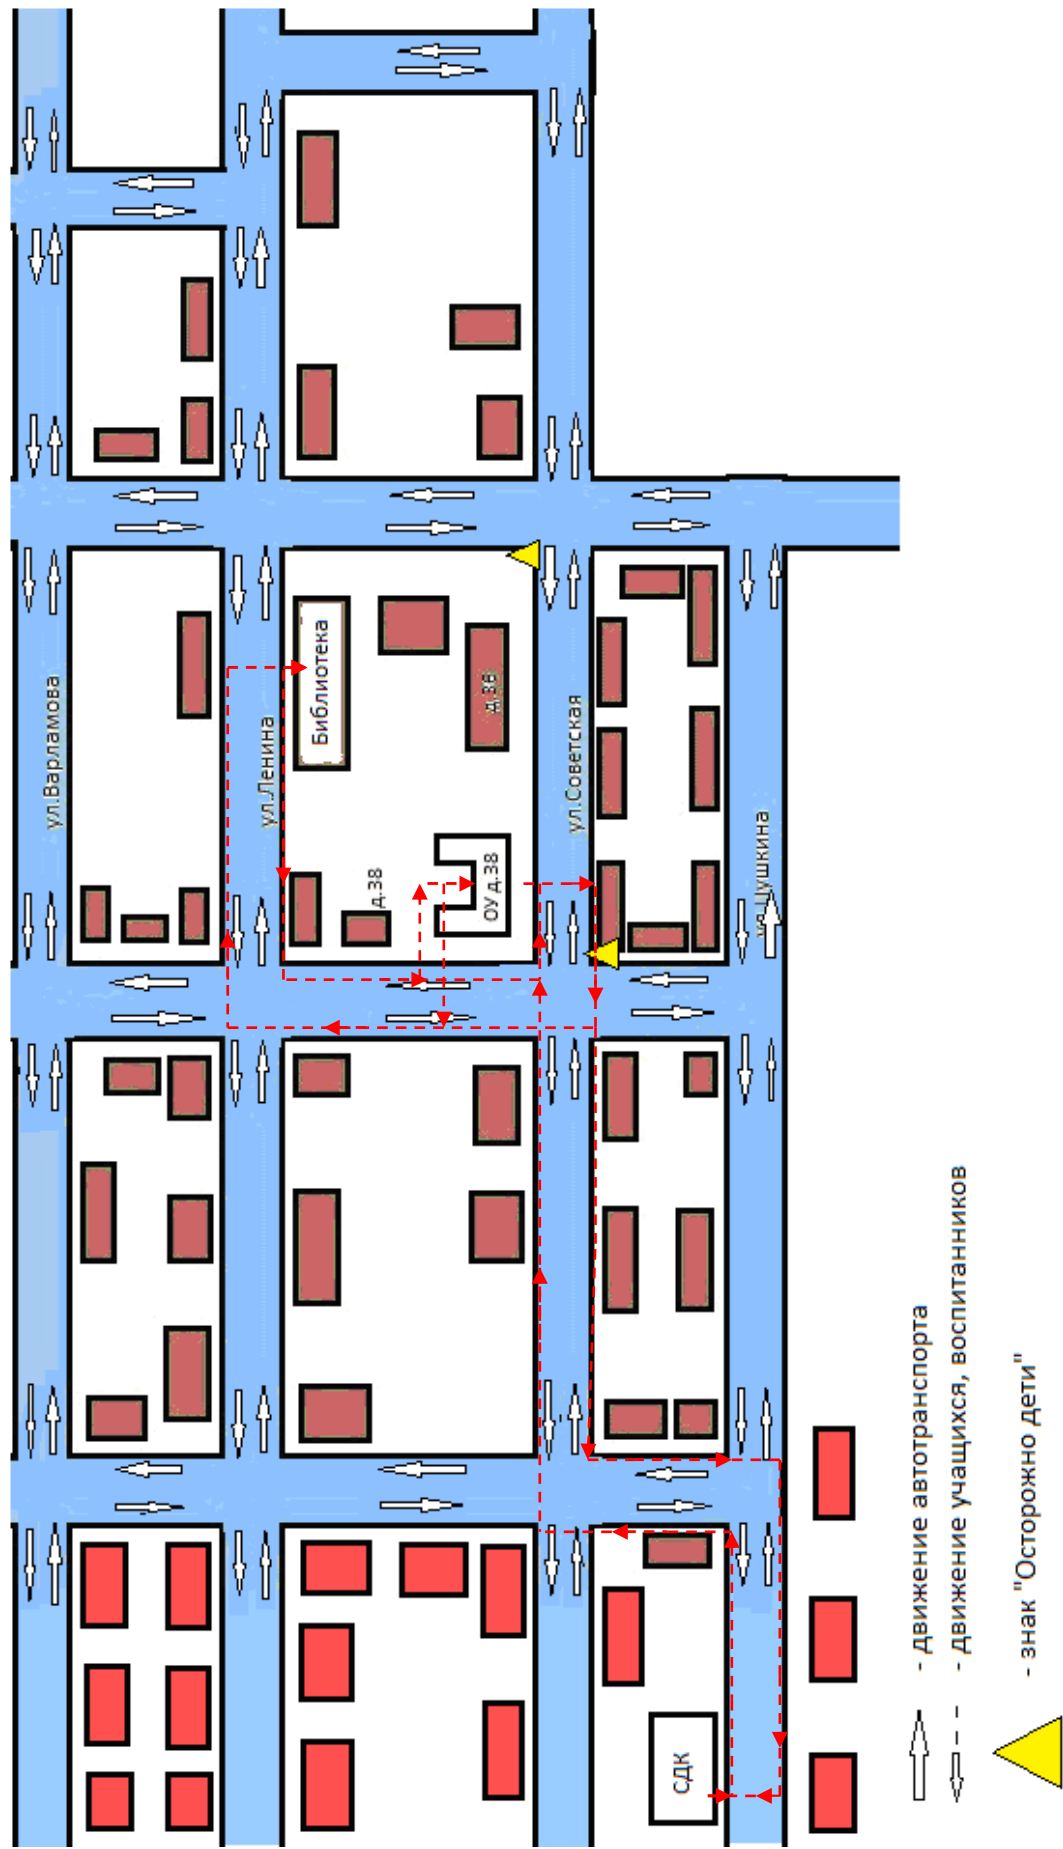 ул.Варламова
ул.Ленина
Библиотека
д.36
ул.Советская
д.38
ОУ д.38
ул.Пушкина
СДК
- движение автотранспорта
- движение учащихся, воспитанников
- знак "Осторожно дети"